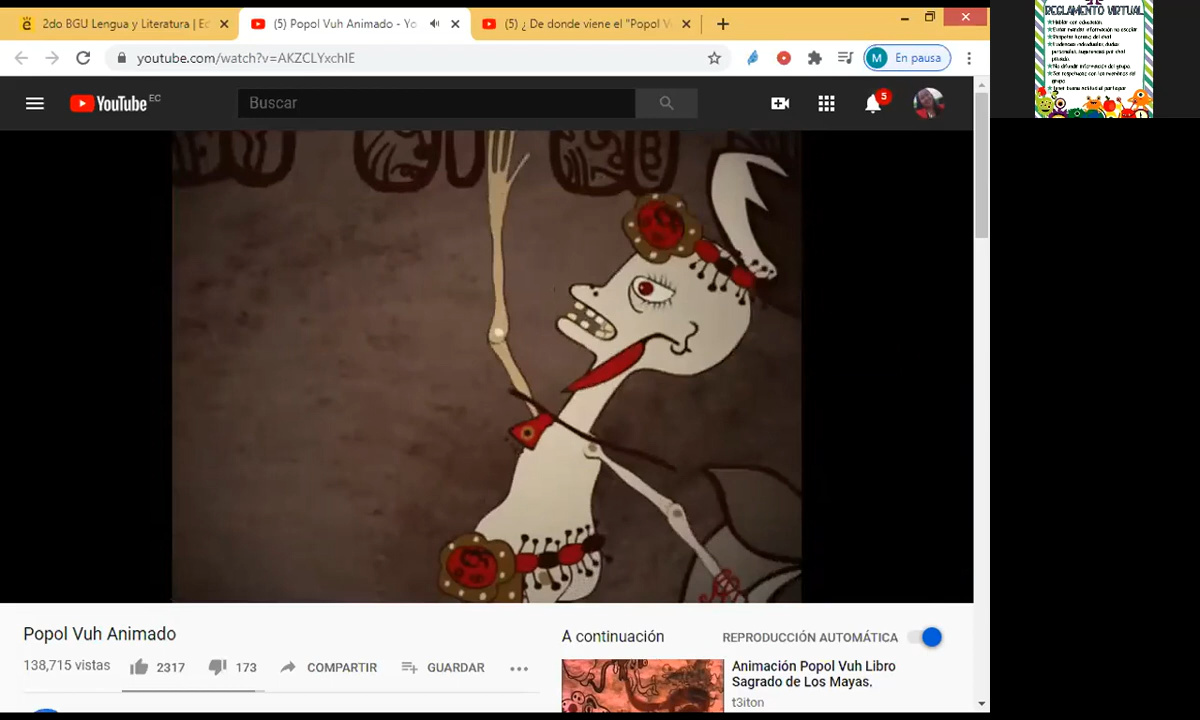 2do BGU Lengua y Literatura | Ec
(5) Popol Vuh Animado - Yo
(5) ¿ De donde viene el "Popol V
youtube.com/watch?v=AKZCLYxchIE
M En pausa
YouTube EC
Buscar
5
Popol Vuh Animado
138,715 vistas
2317
173
COMPARTIR
GUARDAR
A continuación
REPRODUCCIÓN AUTOMÁTICA
Animación Popol Vuh Libro
Sagrado de Los Mayas.
t3iton
REGLAMENTO VIRTUAL